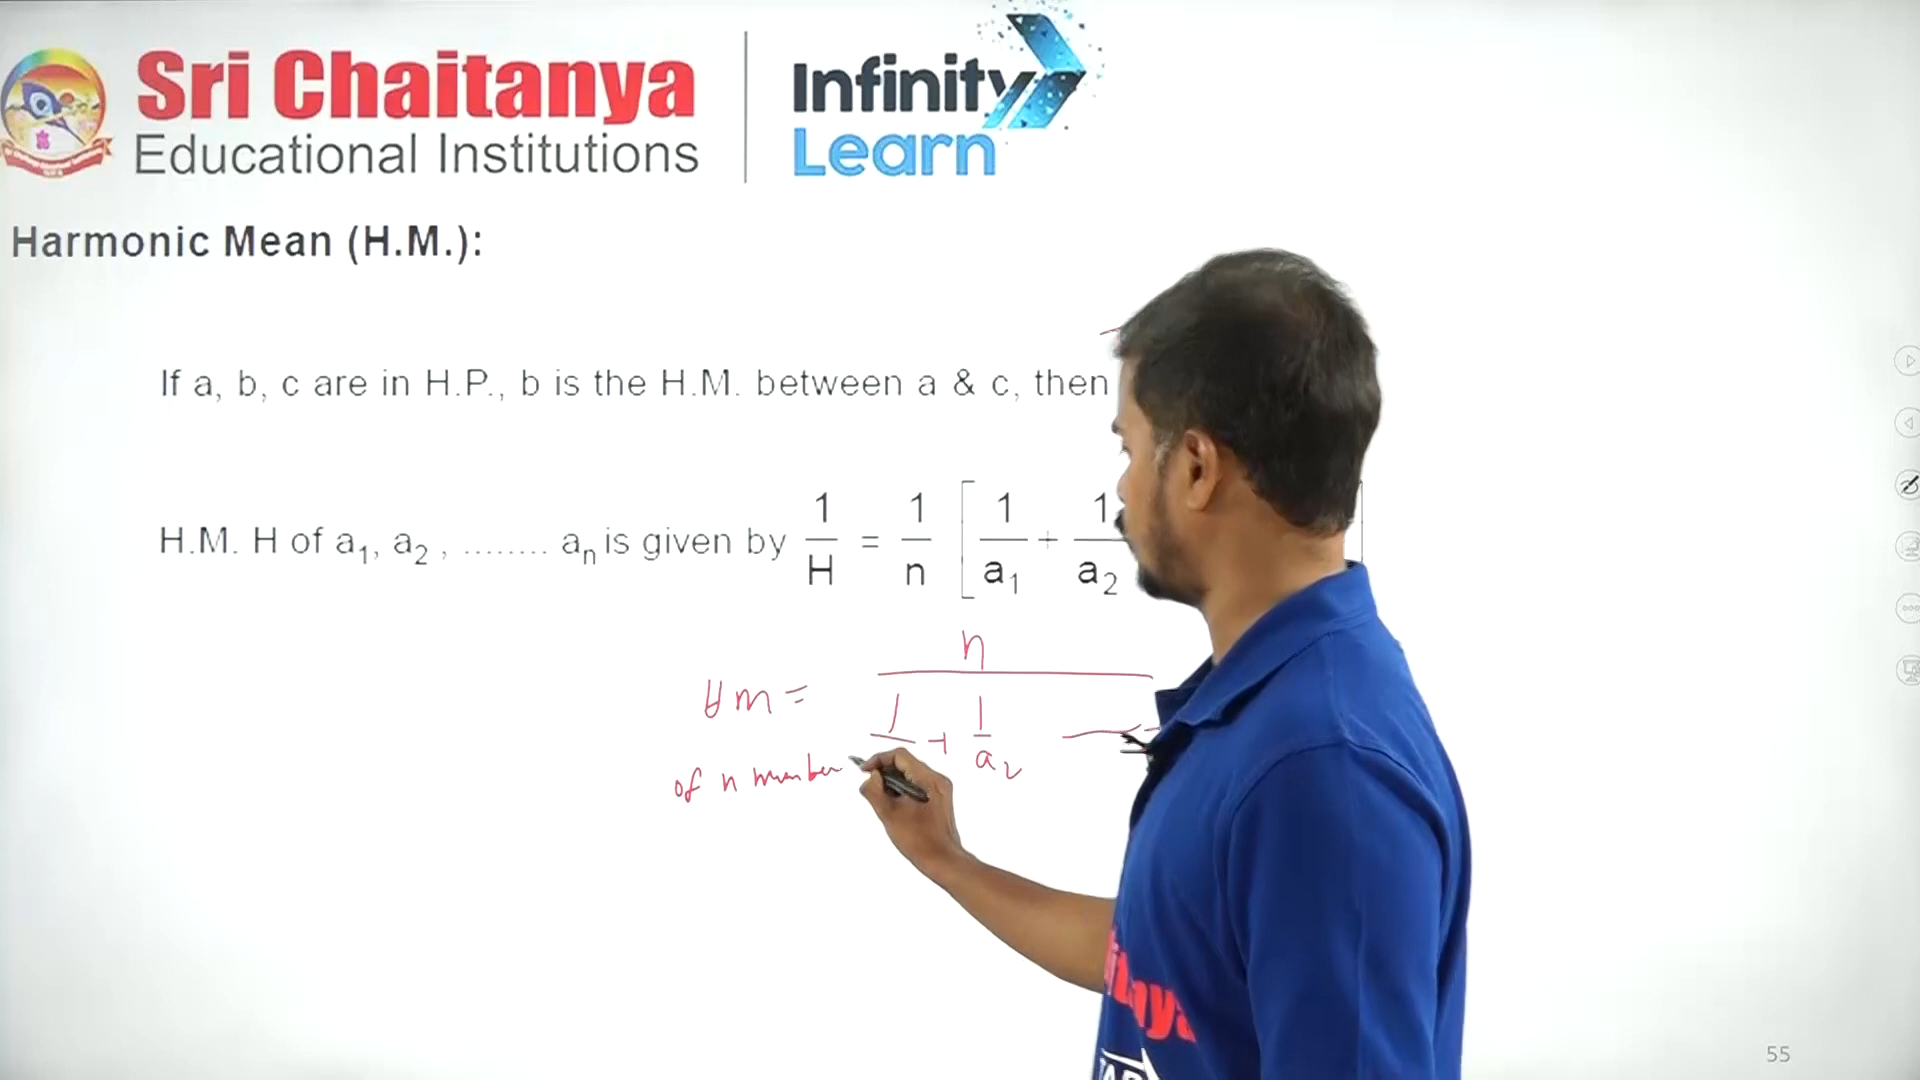 Sri Chaitanya
Educational Institutions
Infinity
Learn
Harmonic Mean (H.M.):
If a, b, c are in H.P., b is the H.M. between a & c, then
H.M. H of a₁, a₂ , ........ aₙ is given by 1/H = 1/n [ 1/a₁ + 1/a₂
n
HM = 1/ + 1/a₂
of n number
55